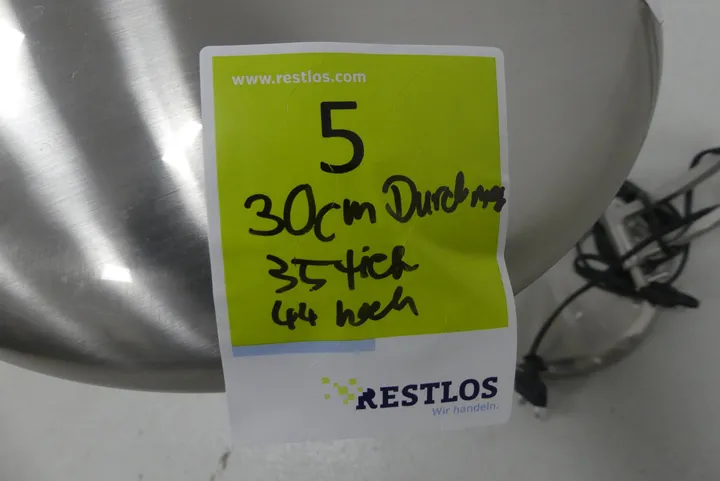 www.restlos.com
5
30cm Durchm
35 tief
44 hoch
RESTLOS
Wir handeln.